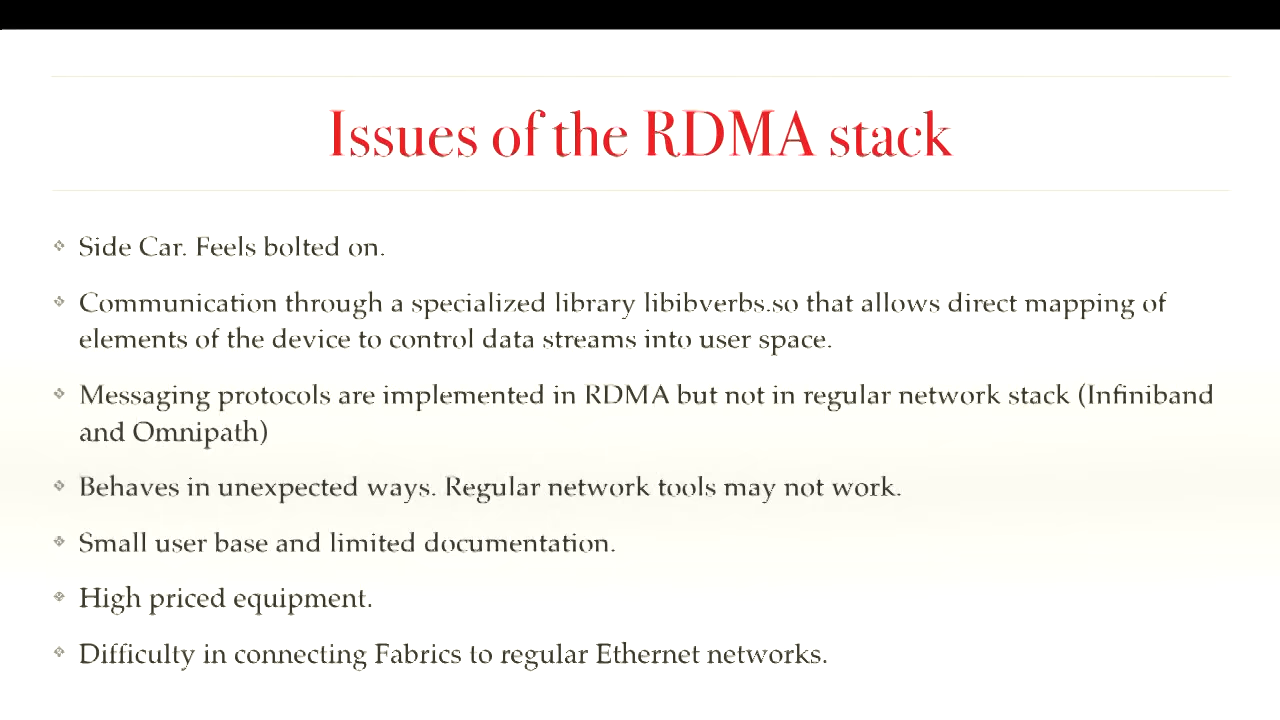 Issues of the RDMA stack
Side Car. Feels bolted on.
Communication through a specialized library libibverbs.so that allows direct mapping of
elements of the device to control data streams into user space.
Messaging protocols are implemented in RDMA but not in regular network stack (Infiniband
and Omnipath)
Behaves in unexpected ways. Regular network tools may not work.
Small user base and limited documentation.
High priced equipment.
Difficulty in connecting Fabrics to regular Ethernet networks.